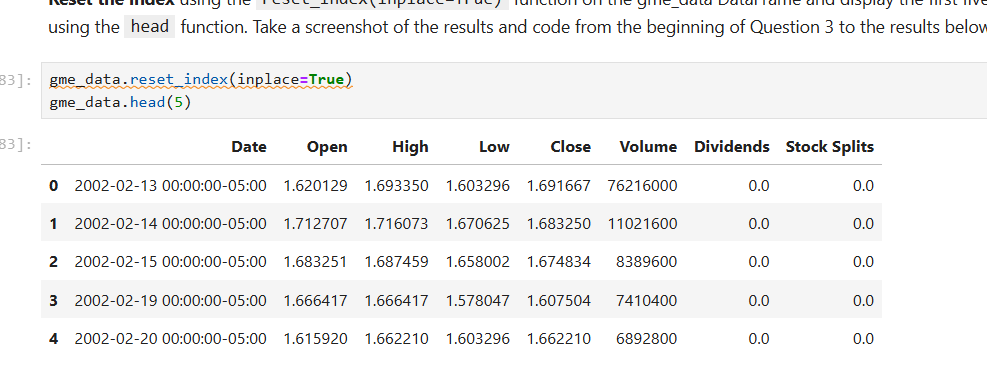 Reset the index using the reset_index(inplace=True) function on the gme_data DataFrame and display the first five
using the head function. Take a screenshot of the results and code from the beginning of Question 3 to the results below
83]: gme_data.reset_index(inplace=True)
gme_data.head(5)
83]: Date Open High Low Close Volume Dividends Stock Splits
0 2002-02-13 00:00:00-05:00 1.620129 1.693350 1.603296 1.691667 76216000 0.0 0.0
1 2002-02-14 00:00:00-05:00 1.712707 1.716073 1.670625 1.683250 11021600 0.0 0.0
2 2002-02-15 00:00:00-05:00 1.683251 1.687459 1.658002 1.674834 8389600 0.0 0.0
3 2002-02-19 00:00:00-05:00 1.666417 1.666417 1.578047 1.607504 7410400 0.0 0.0
4 2002-02-20 00:00:00-05:00 1.615920 1.662210 1.603296 1.662210 6892800 0.0 0.0